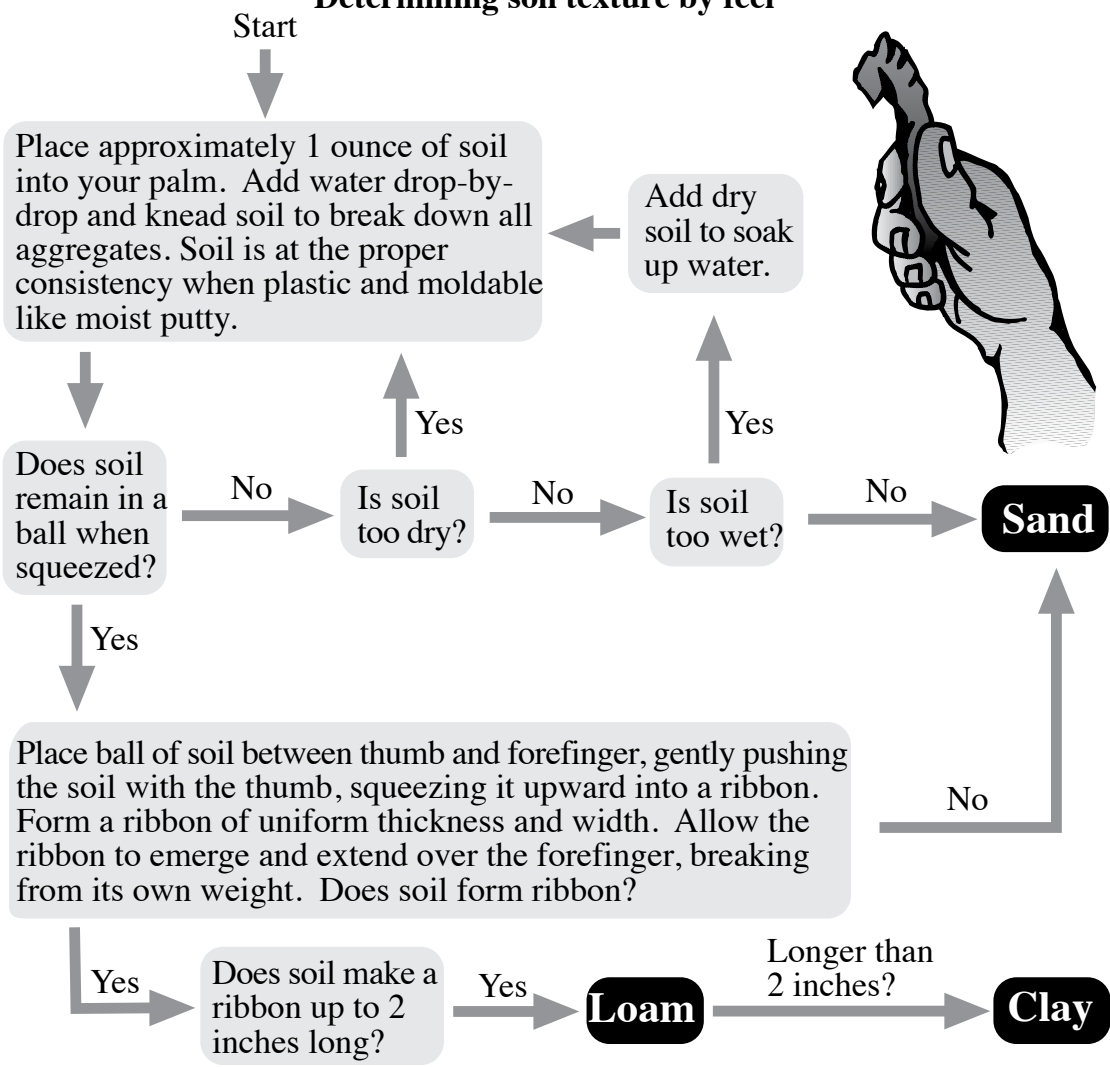 Determining soil texture by feel
Start
Place approximately 1 ounce of soil
into your palm. Add water drop-by-
drop and knead soil to break down all
aggregates. Soil is at the proper
consistency when plastic and moldable
like moist putty.
Add dry
soil to soak
up water.
Yes
Yes
Does soil
remain in a
ball when
squeezed?
No
Is soil
too dry?
No
Is soil
too wet?
No
Sand
Yes
Place ball of soil between thumb and forefinger, gently pushing
the soil with the thumb, squeezing it upward into a ribbon.
Form a ribbon of uniform thickness and width. Allow the
ribbon to emerge and extend over the forefinger, breaking
from its own weight. Does soil form ribbon?
No
Yes
Does soil make a
ribbon up to 2
inches long?
Yes
Loam
Longer than
2 inches?
Clay